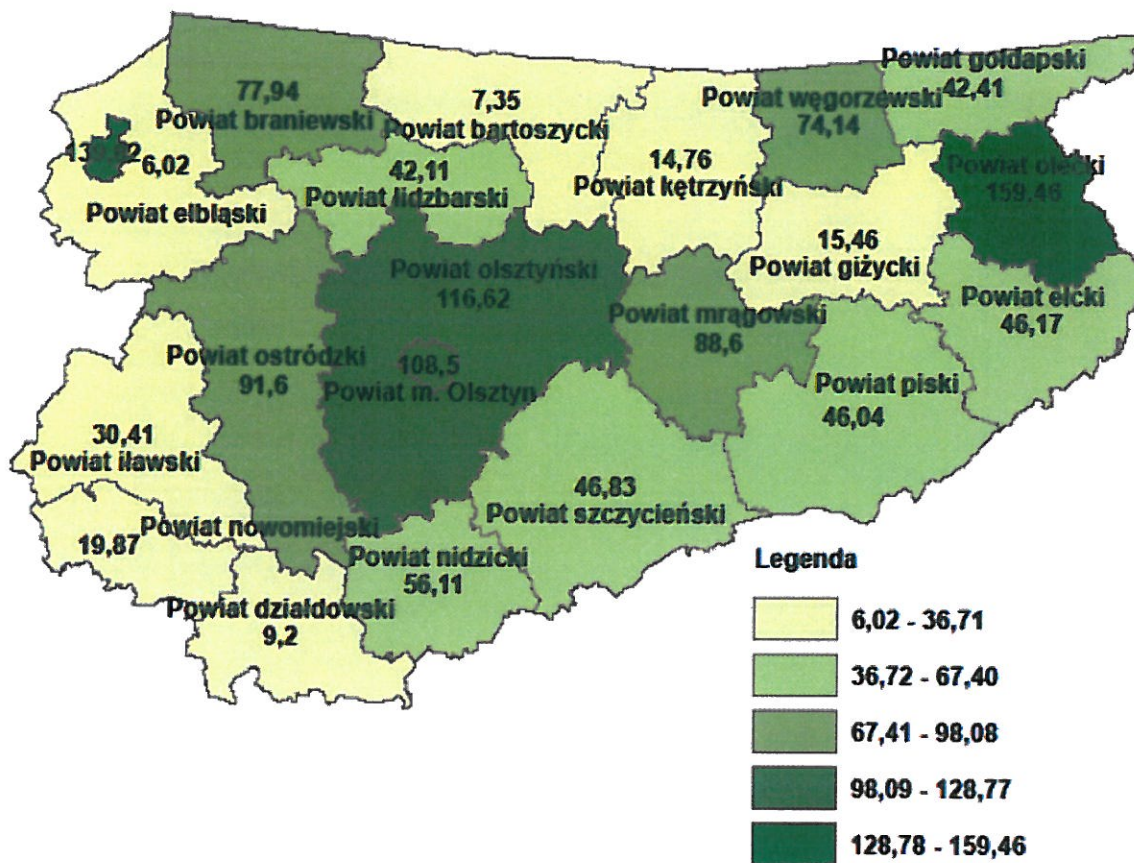 Powiat gołdapski
42,41
77,94
Powiat braniewski
7,35
Powiat bartoszycki
Powiat węgorzewski
74,14
6,02
42,11
Powiat lidzbarski
14,76
Powiat kętrzyński
Powiat olecki
159,46
Powiat elbląski
15,46
Powiat giżycki
Powiat olsztyński
116,62
Powiat ełcki
46,17
Powiat mrągowski
88,6
Powiat ostródzki
91,6
108,5
Powiat m. Olsztyn
Powiat piski
46,04
30,41
Powiat iławski
46,83
Powiat szczycieński
Powiat nowomiejski
19,87
Powiat nidzicki
56,11
Powiat działdowski
9,2
Legenda
6,02 - 36,71
36,72 - 67,40
67,41 - 98,08
98,09 - 128,77
128,78 - 159,46